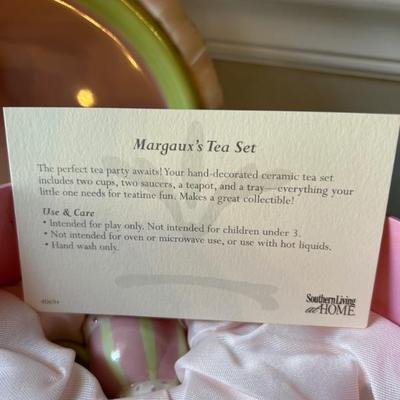 Margaux's Tea Set
The perfect tea party awaits! Your hand-decorated ceramic tea set
includes two cups, two saucers, a teapot, and a tray—everything your
little one needs for teatime fun. Makes a great collectible!
Use & Care
• Intended for play only. Not intended for children under 3.
• Not intended for oven or microwave use, or use with hot liquids.
• Hand wash only.
Southern Living
at HOME